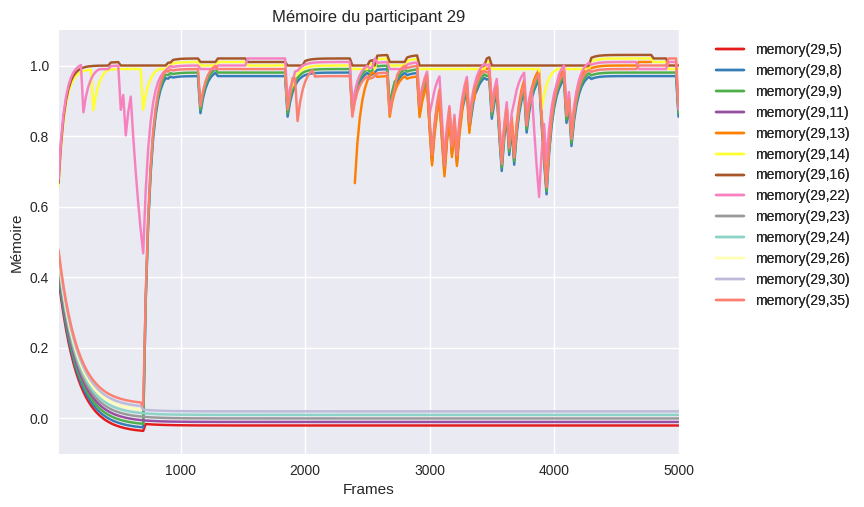 Mémoire du participant 29
Mémoire
1.0
0.8
0.6
0.4
0.2
0.0
1000
2000
3000
4000
5000
Frames
memory(29,5)
memory(29,8)
memory(29,9)
memory(29,11)
memory(29,13)
memory(29,14)
memory(29,16)
memory(29,22)
memory(29,23)
memory(29,24)
memory(29,26)
memory(29,30)
memory(29,35)